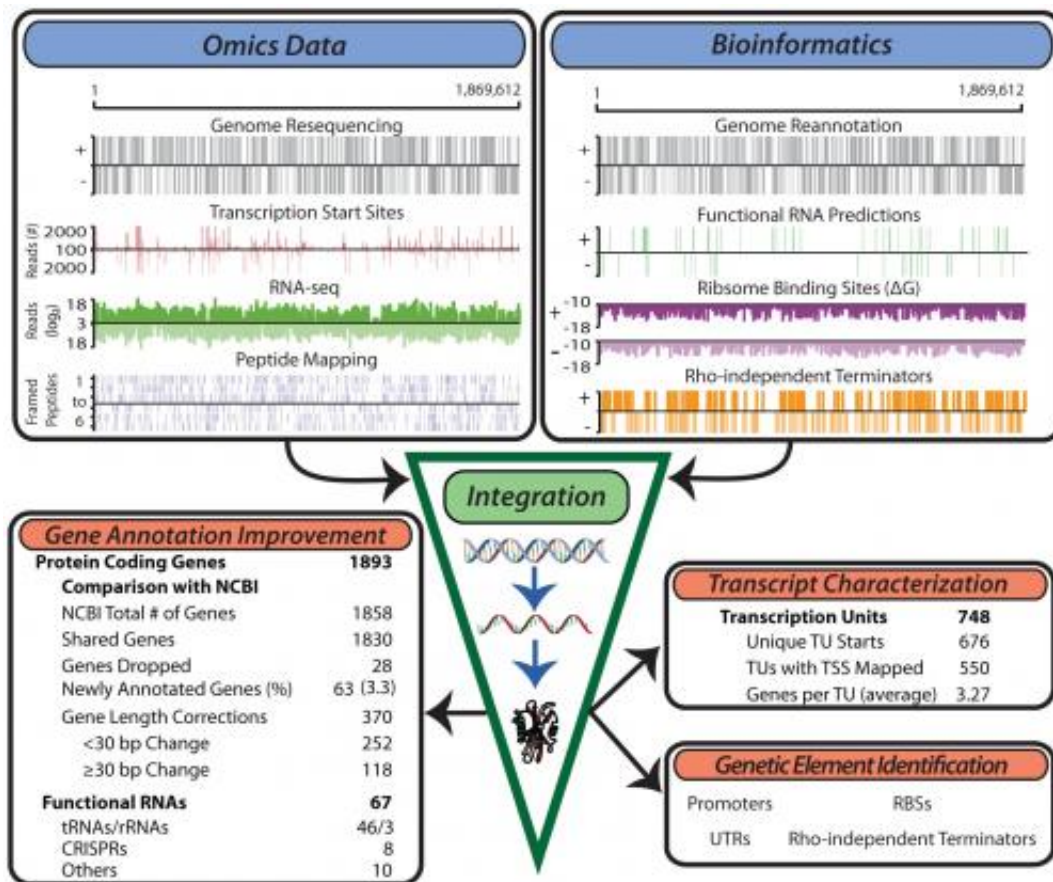 Omics Data
1 1,869,612
Genome Resequencing
+
-
Transcription Start Sites
Reads (#)
2000
100
2000
RNA-seq
Reads (log₂)
18
3
18
Peptide Mapping
Framed Peptides
1
to
6
Bioinformatics
1 1,869,612
Genome Reannotation
+
-
Functional RNA Predictions
+
-
Ribsome Binding Sites (ΔG)
+ -10
-18
- -10
-18
Rho-independent Terminators
+
-
Integration
Gene Annotation Improvement
Protein Coding Genes 1893
Comparison with NCBI
NCBI Total # of Genes 1858
Shared Genes 1830
Genes Dropped 28
Newly Annotated Genes (%) 63 (3.3)
Gene Length Corrections 370
<30 bp Change 252
≥30 bp Change 118
Functional RNAs 67
tRNAs/rRNAs 46/3
CRISPRs 8
Others 10
Transcript Characterization
Transcription Units 748
Unique TU Starts 676
TUs with TSS Mapped 550
Genes per TU (average) 3.27
Genetic Element Identification
Promoters RBSs
UTRs Rho-independent Terminators